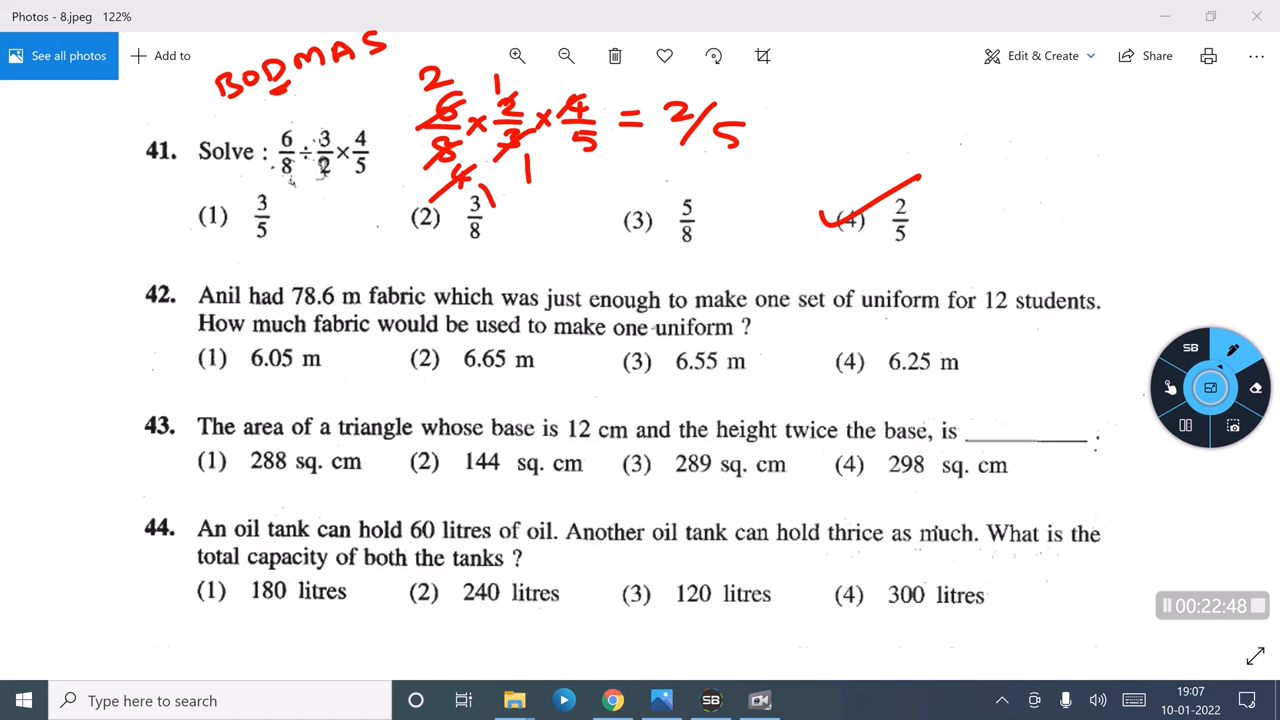 Photos - 8.jpeg 122%
See all photos + Add to Edit & Create Share
BODMAS
6/8 × 2/3 × 4/5 = 2/5
2 1
4 1 1
41. Solve : 6/8 ÷ 3/2 × 4/5
(1) 3/5 (2) 3/8 (3) 5/8 (4) 2/5
42. Anil had 78.6 m fabric which was just enough to make one set of uniform for 12 students.
How much fabric would be used to make one uniform ?
(1) 6.05 m (2) 6.65 m (3) 6.55 m (4) 6.25 m
43. The area of a triangle whose base is 12 cm and the height twice the base, is __________ .
(1) 288 sq. cm (2) 144 sq. cm (3) 289 sq. cm (4) 298 sq. cm
44. An oil tank can hold 60 litres of oil. Another oil tank can hold thrice as much. What is the
total capacity of both the tanks ?
(1) 180 litres (2) 240 litres (3) 120 litres (4) 300 litres
SB
00:22:48
Type here to search
SB
19:07
10-01-2022